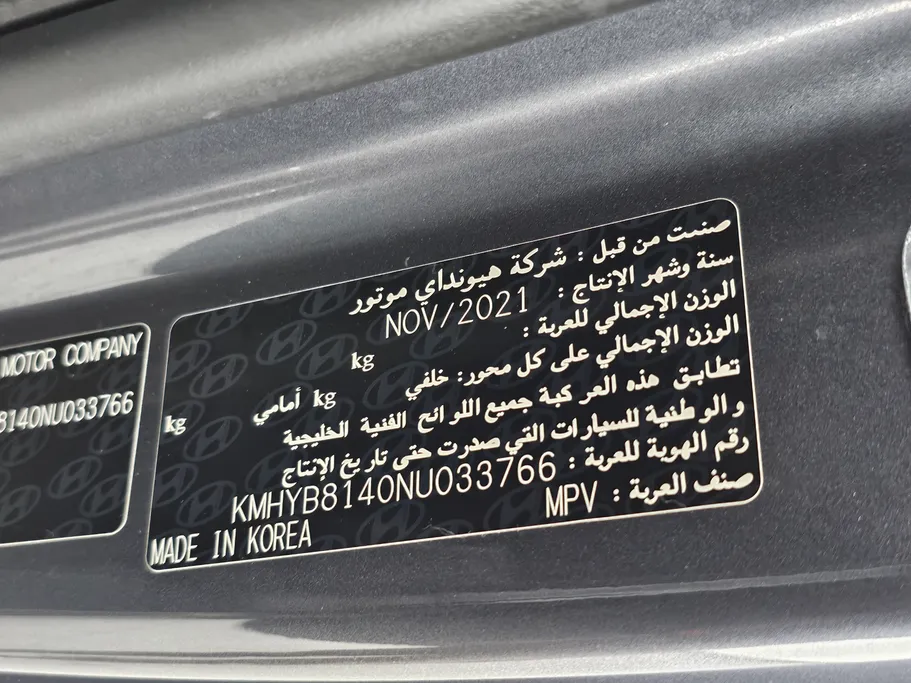 MOTOR COMPANY
8140NU033766
صنعت من قبل : شركة هيونداي موتور
سنة وشهر الإنتاج : NOV/2021
الوزن الإجمالي للعربة : kg
الوزن الإجمالي على كل محور: خلفي kg أمامي kg
تطابق هذه العركبة جميع اللوائح الفنية الخليجية
و الوطنية للسيارات التي صدرت حتى تاريخ الإنتاج
رقم الهوية للعربة : KMHYB8140NU033766
صنف العربة : MPV
MADE IN KOREA